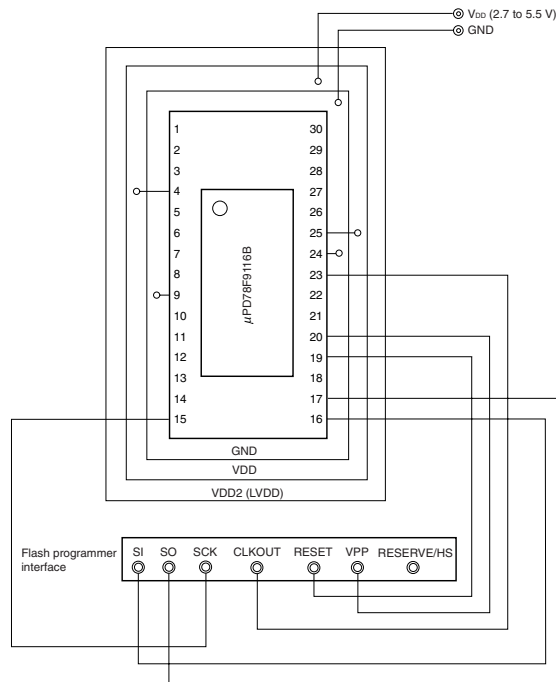 VDD (2.7 to 5.5 V)
GND
1 30
2 29
3 28
4 27
5 26
6 25
7 24
8 23
9 22
10 21
11 20
12 19
13 18
14 17
15 16
μPD78F9116B
GND
VDD
VDD2 (LVDD)
Flash programmer
interface
SI SO SCK CLKOUT RESET VPP RESERVE/HS